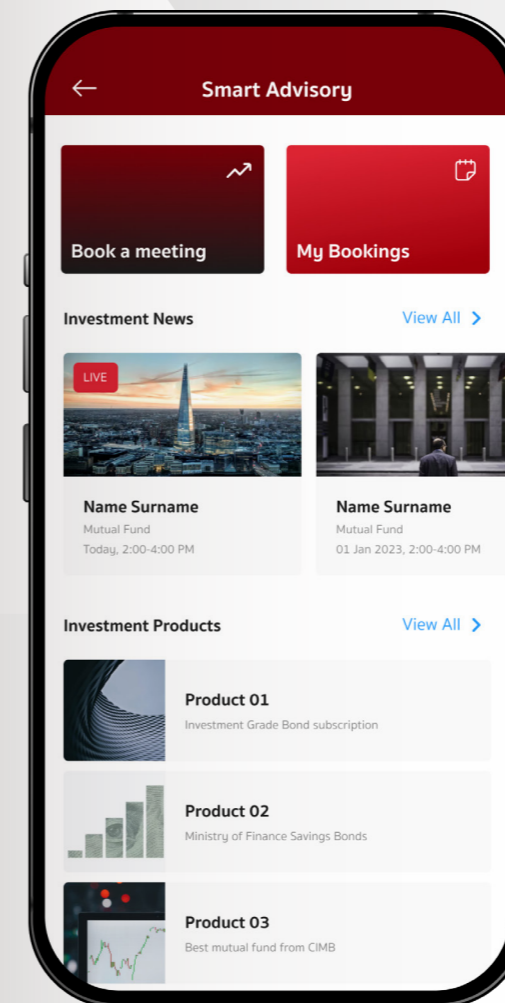 Smart Advisory
Book a meeting
My Bookings
Investment News
View All
LIVE
Name Surname
Mutual Fund
Today, 2:00-4:00 PM
Name Surname
Mutual Fund
01 Jan 2023, 2:00-4:00 PM
Investment Products
View All
Product 01
Investment Grade Bond subscription
Product 02
Ministry of Finance Savings Bonds
Product 03
Best mutual fund from CIMB